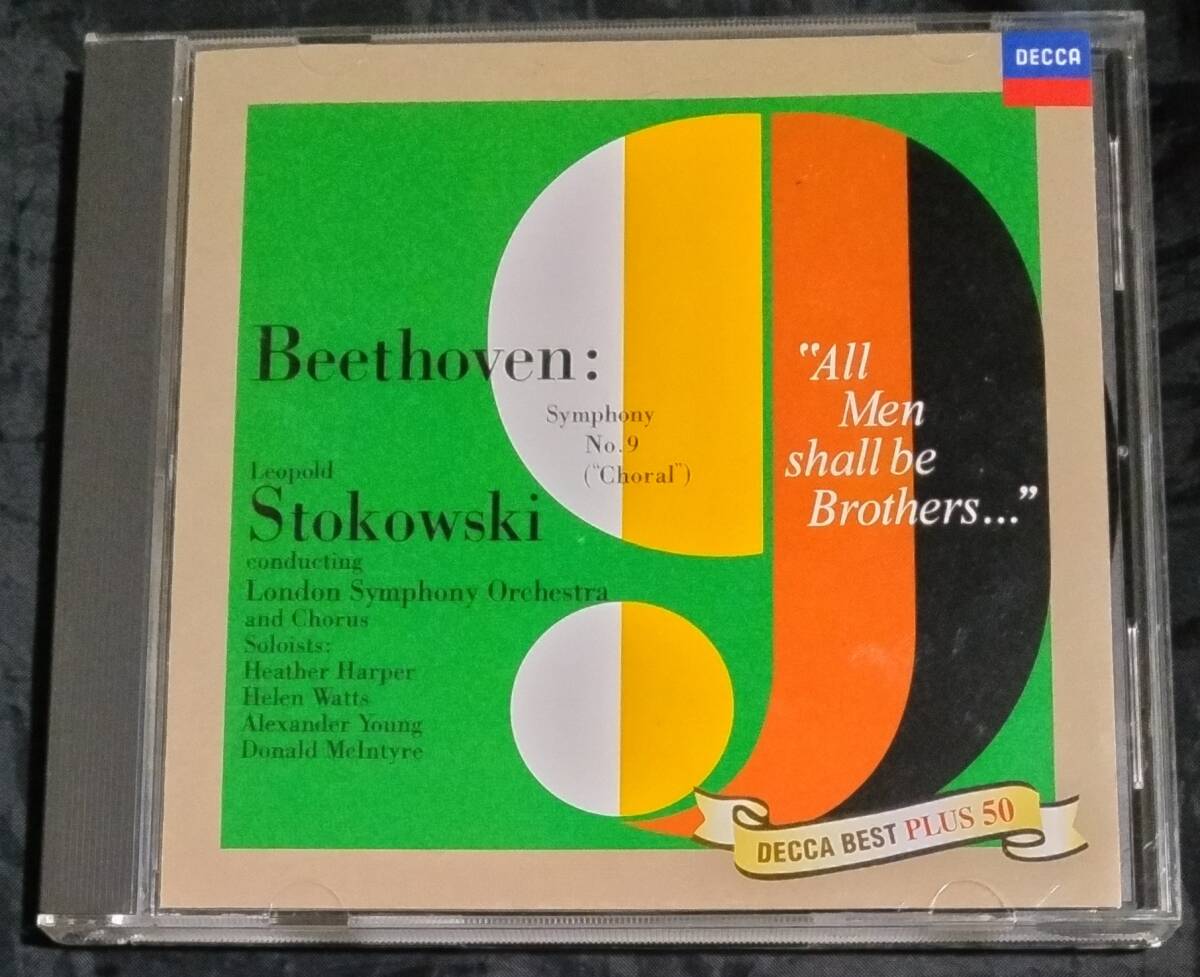 DECCA
Beethoven:
Symphony
No. 9
("Choral")
"All
Men
shall be
Brothers..."
Leopold
Stokowski
conducting
London Symphony Orchestra
and Chorus
Soloists:
Heather Harper
Helen Watts
Alexander Young
Donald McIntyre
DECCA BEST PLUS 50